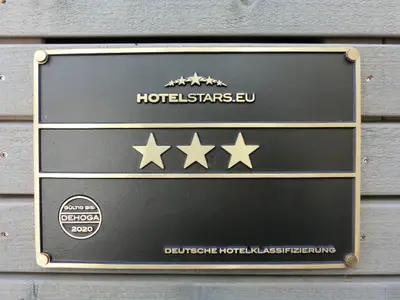 HOTELSTARS.EU
GÜLTIG BIS:
DEHOGA
2020
DEUTSCHE HOTELKLASSIFIZIERUNG